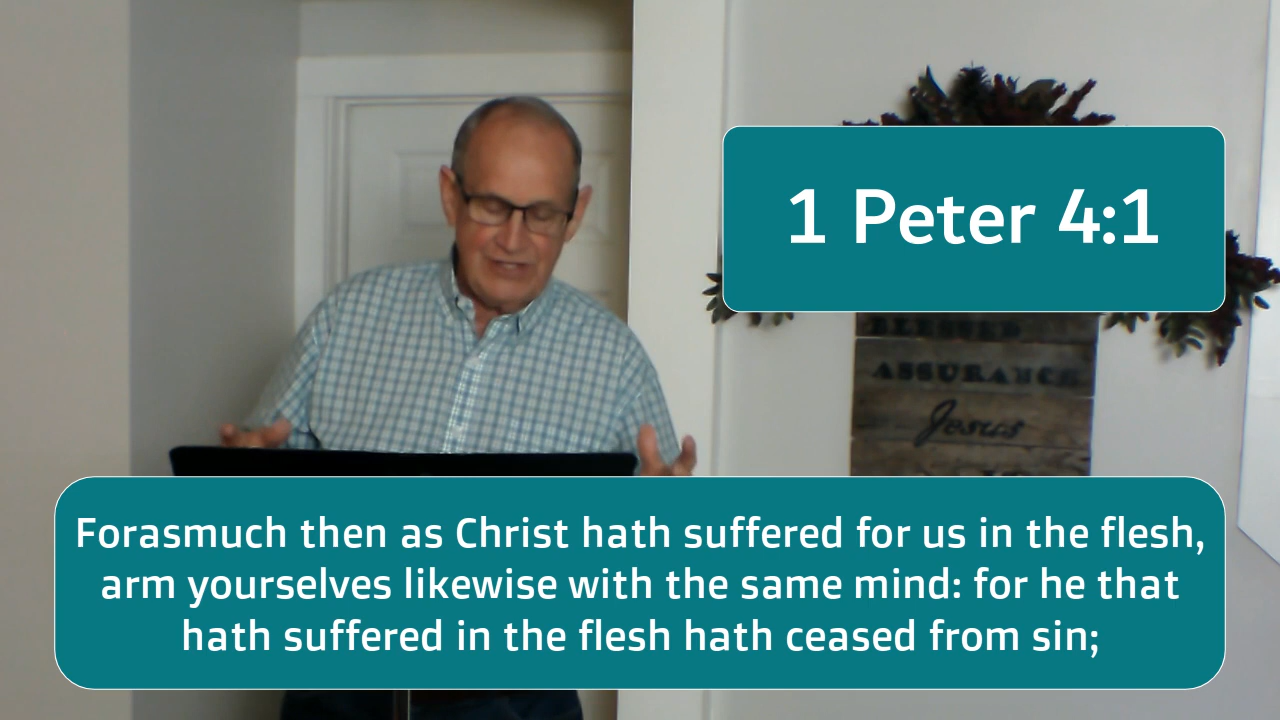 1 Peter 4:1
BLESSED
ASSURANCE
Jesus
Forasmuch then as Christ hath suffered for us in the flesh,
arm yourselves likewise with the same mind: for he that
hath suffered in the flesh hath ceased from sin;